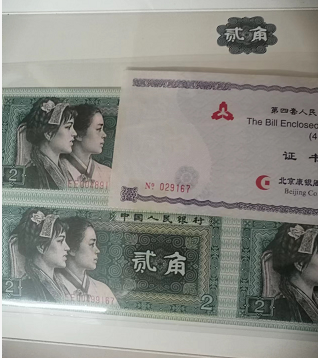 贰角
第四套人民
The Bill Enclosed
(4
证 书
No 029167
北京康银
Beijing Co
2
中国人民银行
贰角
2
2